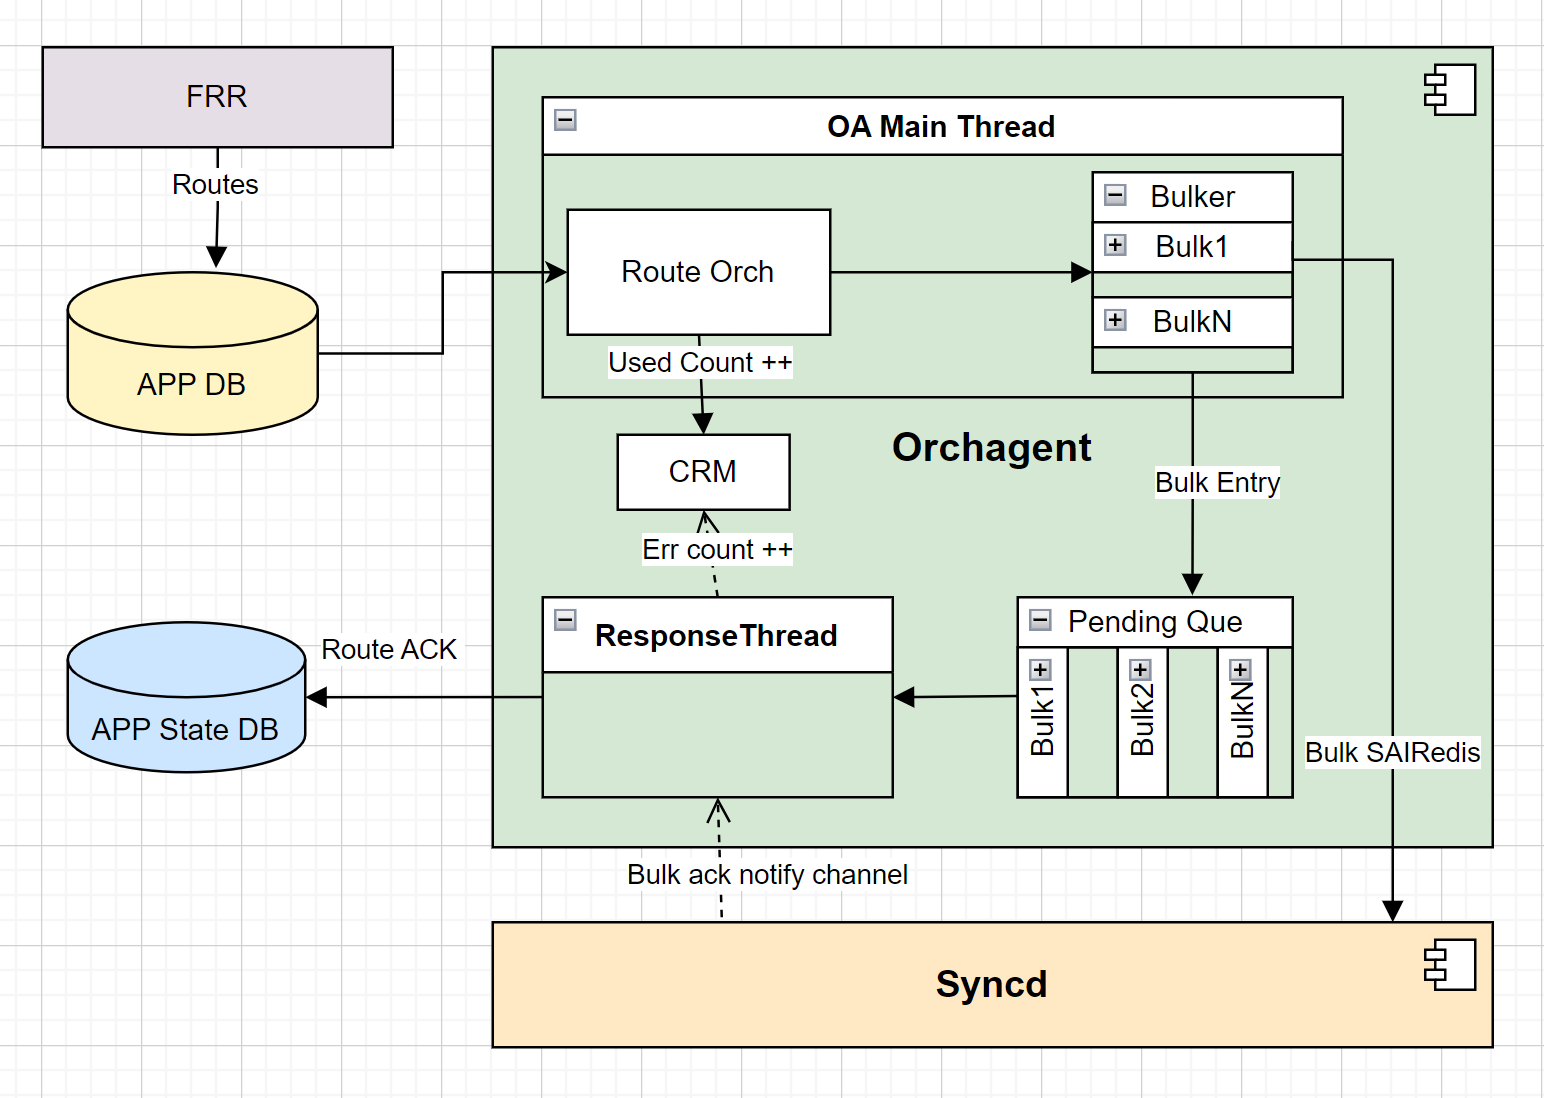 FRR
Routes
APP DB
OA Main Thread
Route Orch
Bulker
Bulk1
BulkN
Used Count ++
CRM
Orchagent
Bulk Entry
Err count ++
ResponseThread
Pending Que
Bulk1
Bulk2
BulkN
Route ACK
APP State DB
Bulk SAIRedis
Bulk ack notify channel
Syncd